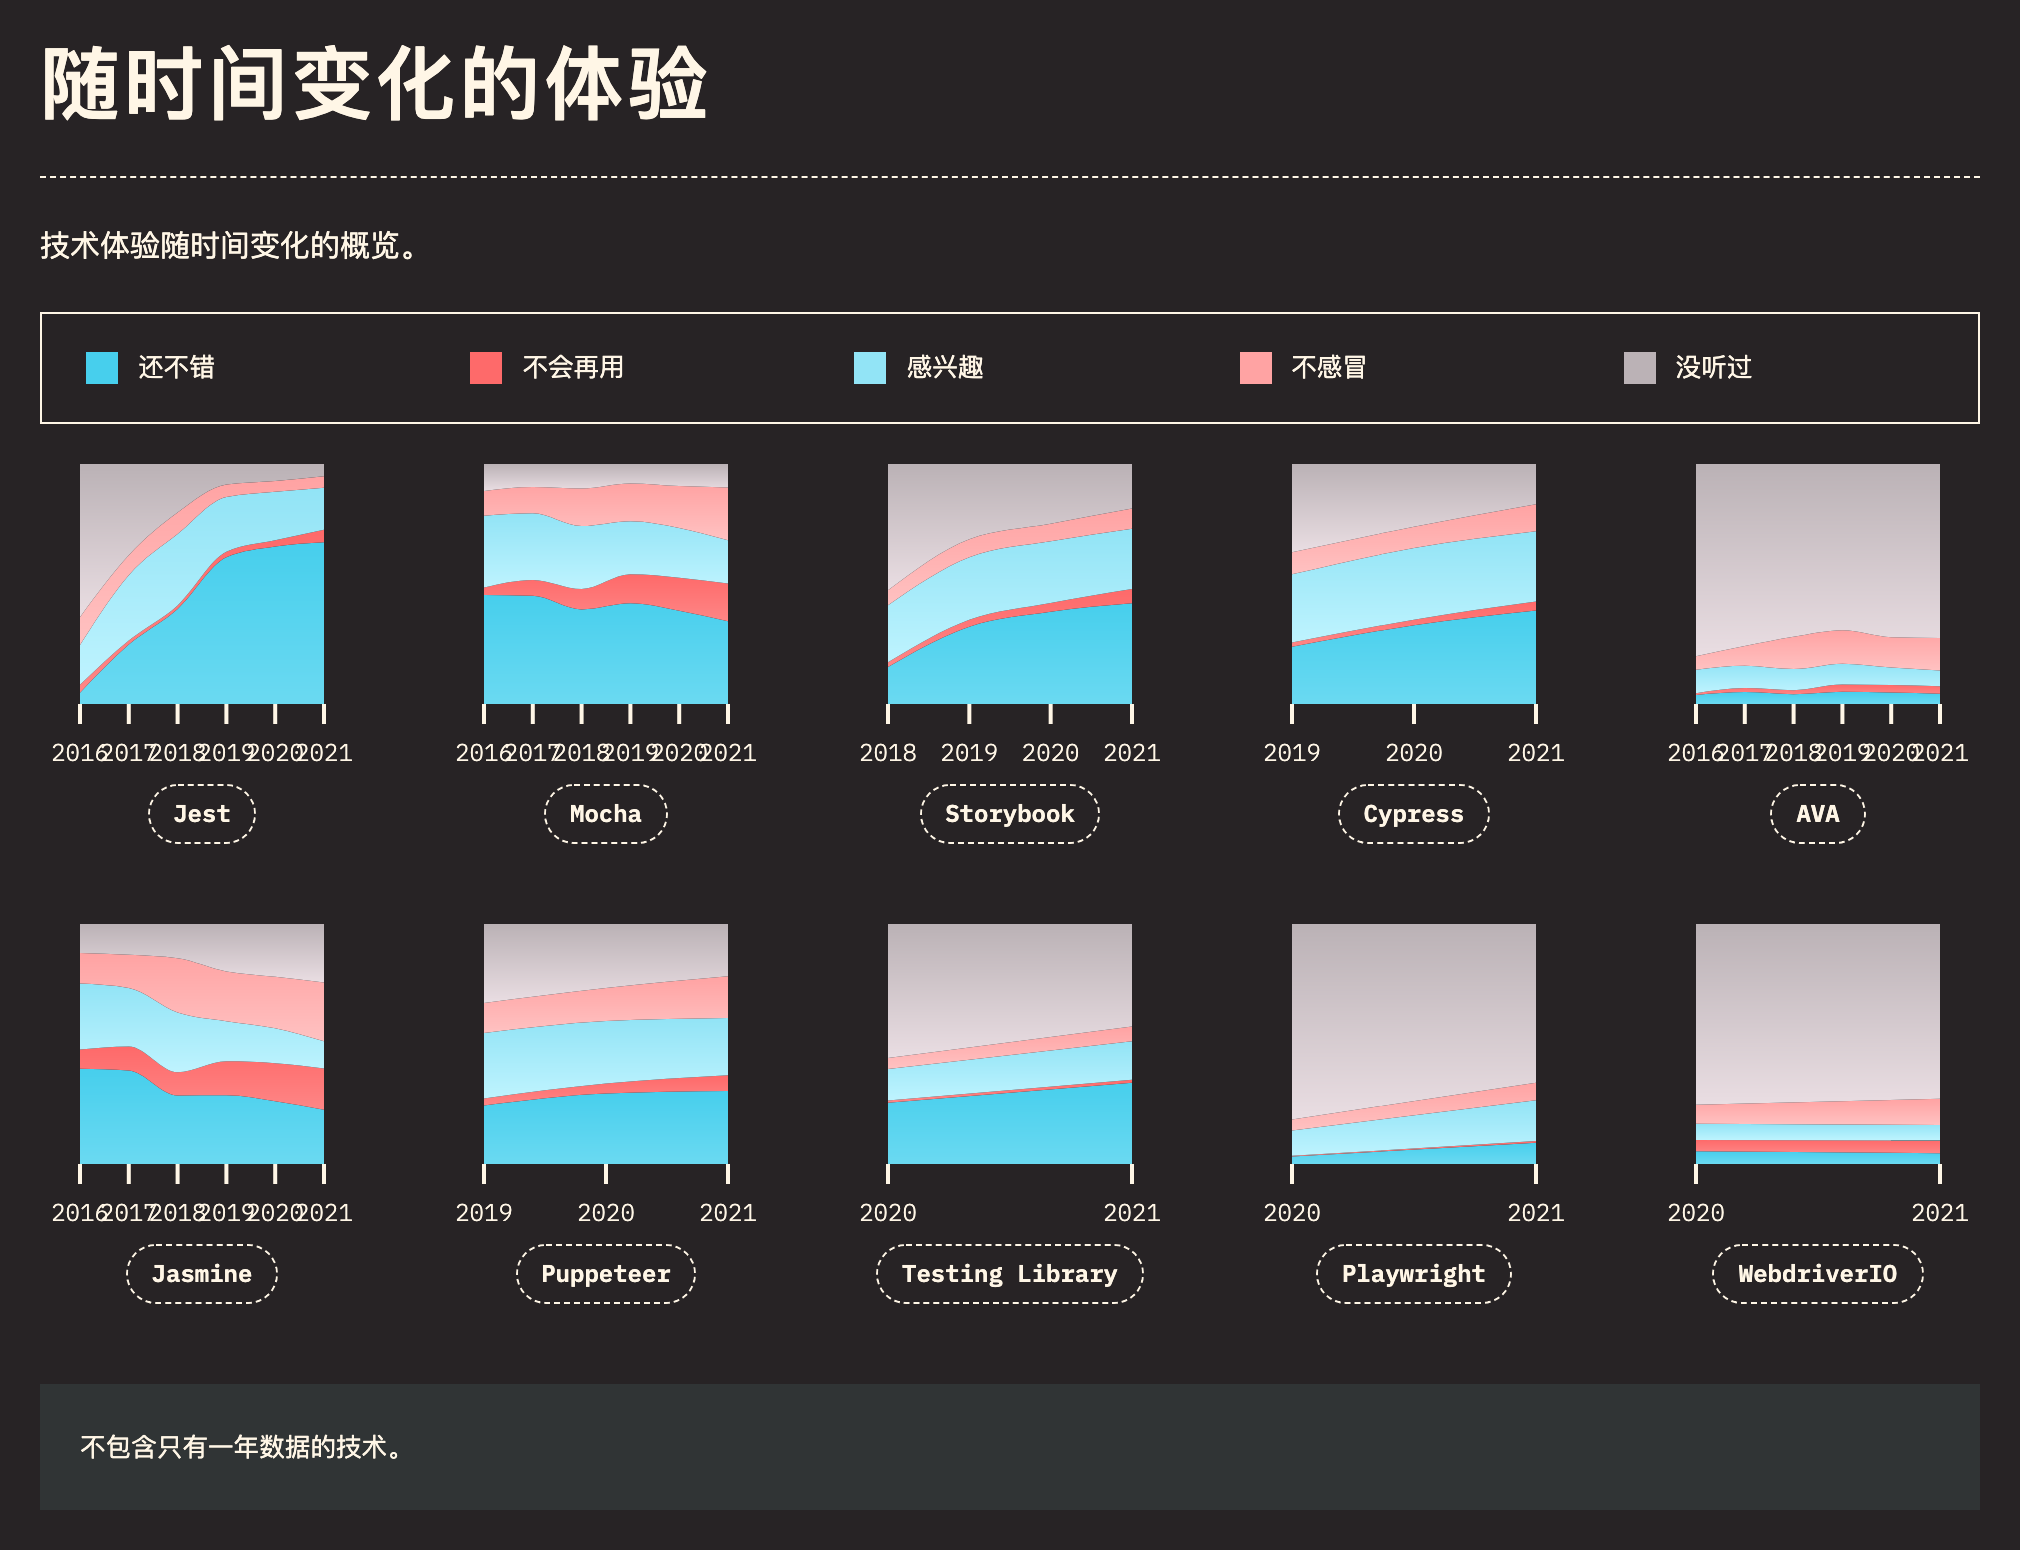 随时间变化的体验
技术体验随时间变化的概览。
还不错 不会再用 感兴趣 不感冒 没听过
2016 2017 2018 2019 2020 2021 2016 2017 2018 2019 2020 2021 2018 2019 2020 2021 2019 2020 2021 2016 2017 2018 2019 2020 2021
Jest Mocha Storybook Cypress AVA
2016 2017 2018 2019 2020 2021 2019 2020 2021 2020 2021 2020 2021 2020 2021
Jasmine Puppeteer Testing Library Playwright WebdriverIO
不包含只有一年数据的技术。